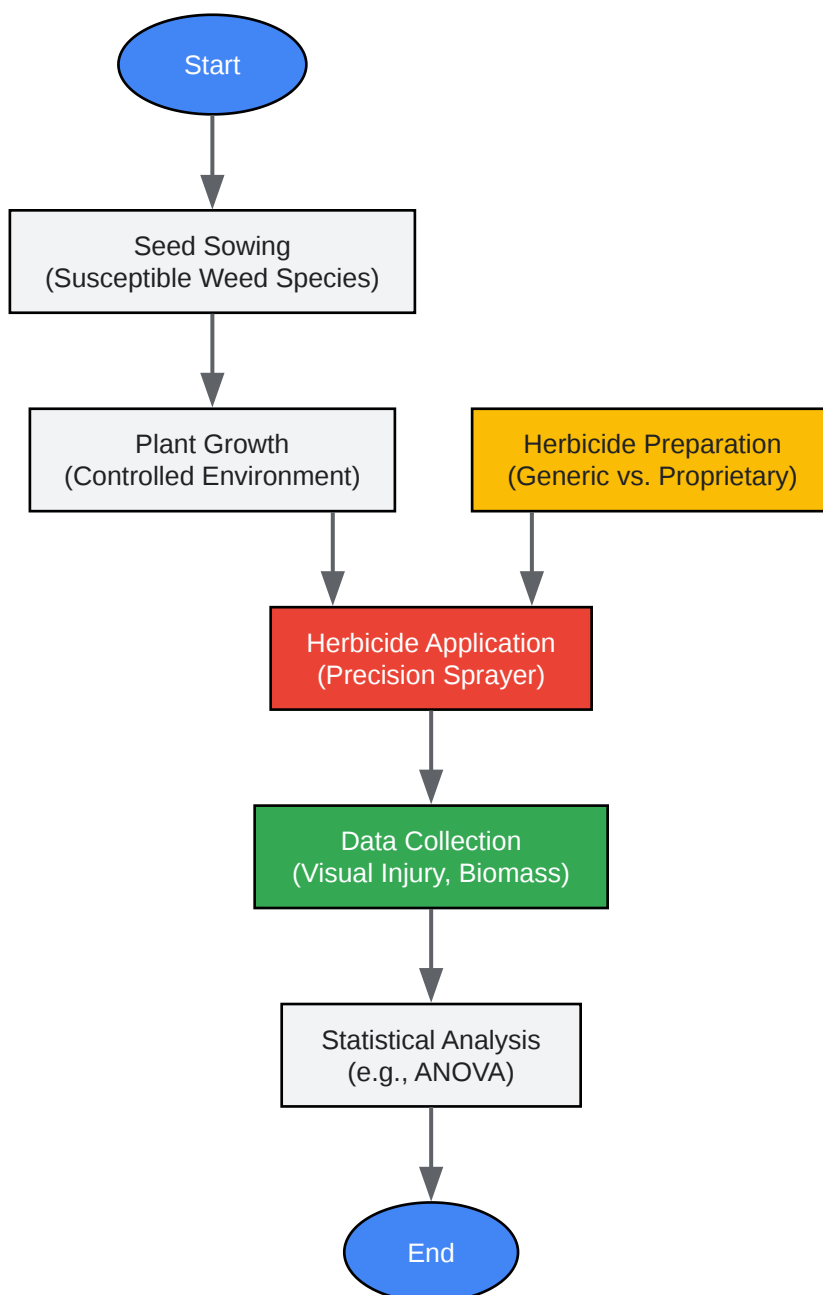 Start
Seed Sowing
(Susceptible Weed Species)
Plant Growth
(Controlled Environment)
Herbicide Preparation
(Generic vs. Proprietary)
Herbicide Application
(Precision Sprayer)
Data Collection
(Visual Injury, Biomass)
Statistical Analysis
(e.g., ANOVA)
End